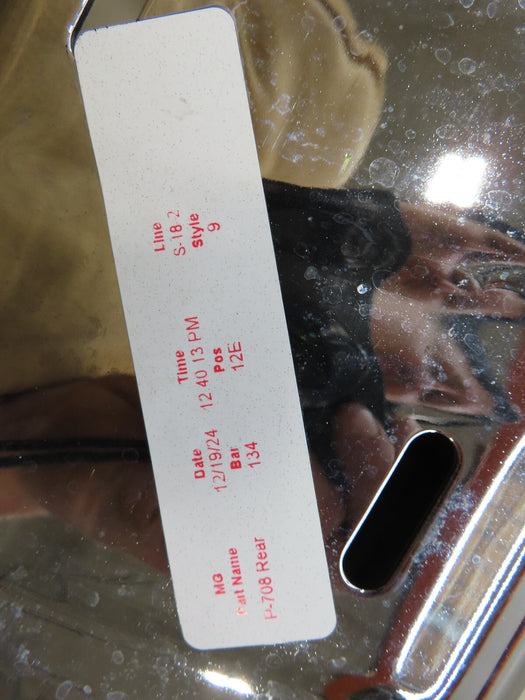 MG Date Time Line
Part Name 12/19/24 12 40 13 PM S-18-2
Bar Pos Style
P-708 Rear 134 12E 9